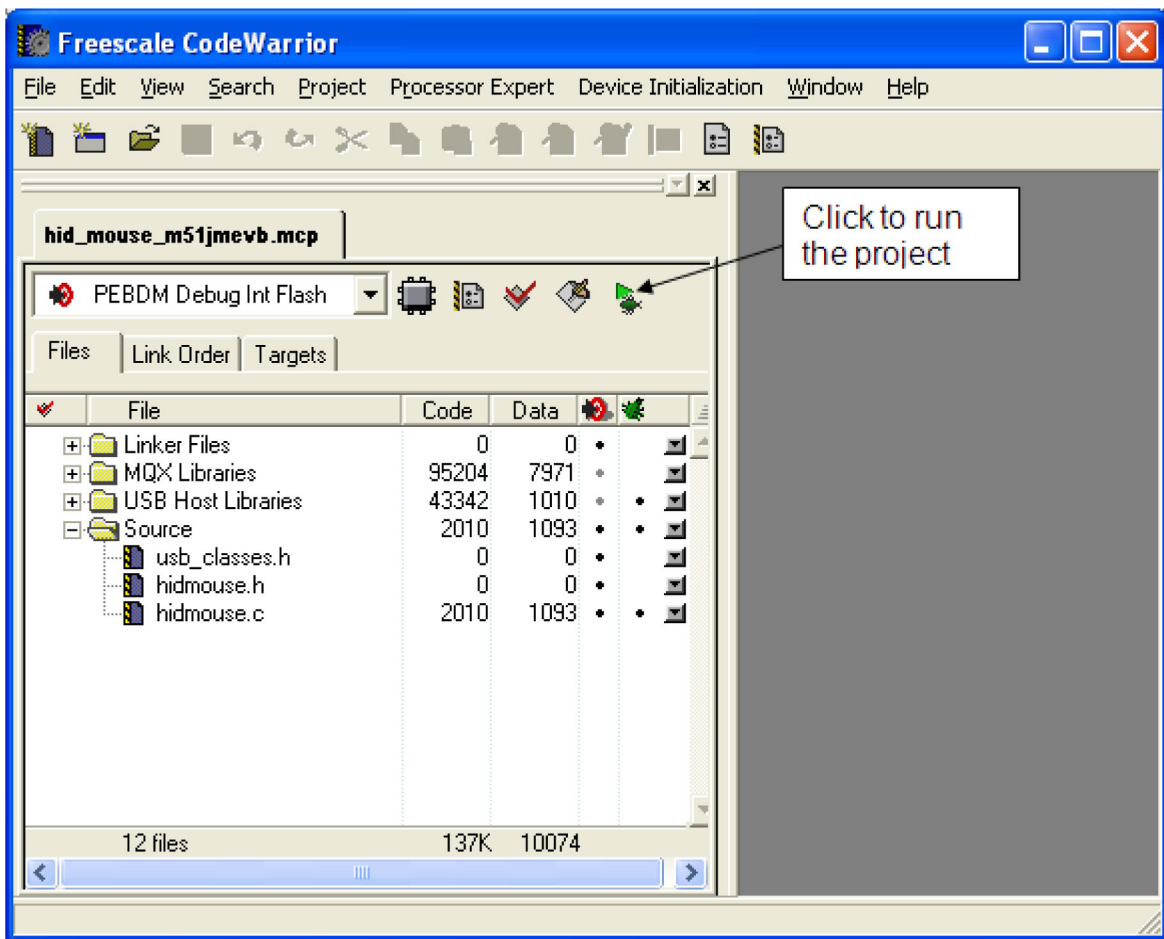 Freescale CodeWarrior
File Edit View Search Project Processor Expert Device Initialization Window Help
Click to run
the project
hid_mouse_m51jmevb.mcp
PEBDM Debug Int Flash
Files Link Order Targets
File Code Data
Linker Files 0 0
MQX Libraries 95204 7971
USB Host Libraries 43342 1010
Source 2010 1093
usb_classes.h 0 0
hidmouse.h 0 0
hidmouse.c 2010 1093
12 files 137K 10074